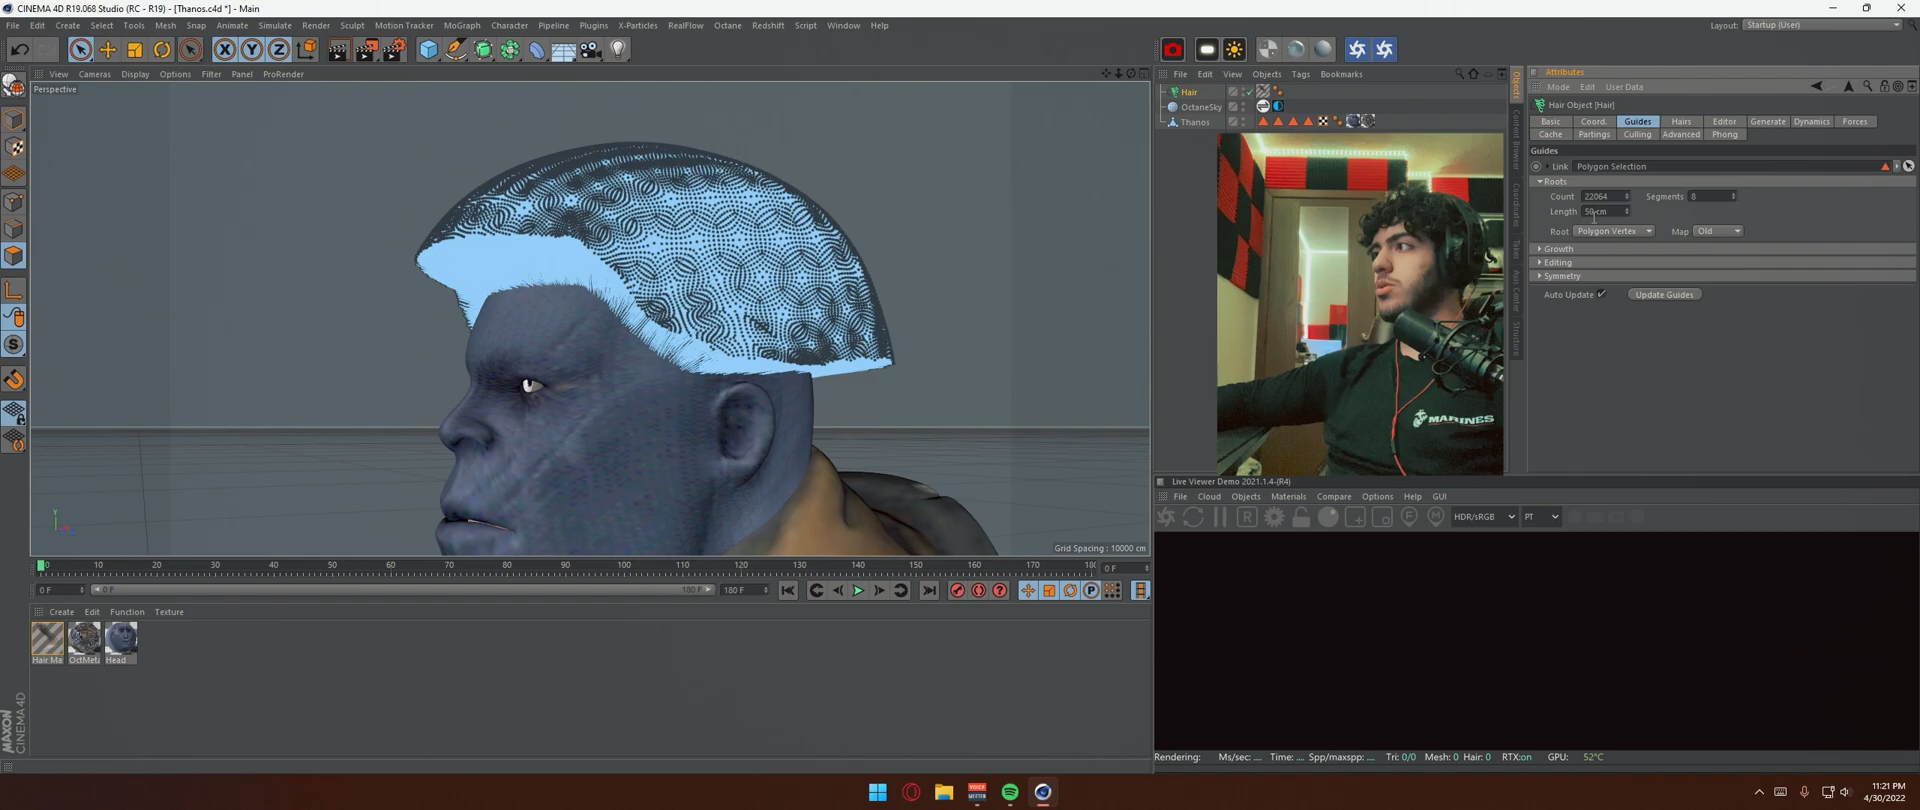 CINEMA 4D R19.068 Studio (RC - R19) - [Thanos.c4d *] - Main
File Edit Create Select Tools Mesh Snap Animate Simulate Render Sculpt Motion Tracker MoGraph Character Pipeline Plugins X-Particles RealFlow Octane Redshift Script Window Help
Layout: Startup (User)
View Cameras Display Options Filter Panel ProRender
Perspective
Grid Spacing : 10000 cm
File Edit View Objects Tags Bookmarks
Hair
OctaneSky
Thanos
Objects
Content Browser
Structure
Attributes
Mode Edit User Data
Hair Object [Hair]
Basic Coord. Guides Hairs Editor Generate Dynamics Forces
Cache Partings Culling Advanced Phong
Guides
Link Polygon Selection
Roots
Count 22064 Segments 8
Length 50 cm
Root Polygon Vertex Map Old
Growth
Editing
Symmetry
Auto Update Update Guides
MARINES
Live Viewer Demo 2021.1.4-(R4)
File Cloud Objects Materials Compare Options Help GUI
HDR/sRGB PT
0 10 20 30 40 50 60 70 80 90 100 110 120 130 140 150 160 170 18 0 F
0 F 0 F 180 F 180 F
Create Edit Function Texture
Hair Ma OctMeta Head
MAXON
CINEMA 4D
Rendering: Ms/sec: .... Time: .... Spp/maxspp: .... Tri: 0/0 Mesh: 0 Hair: 0 RTX:on GPU: 52°C
11:21 PM
4/30/2022